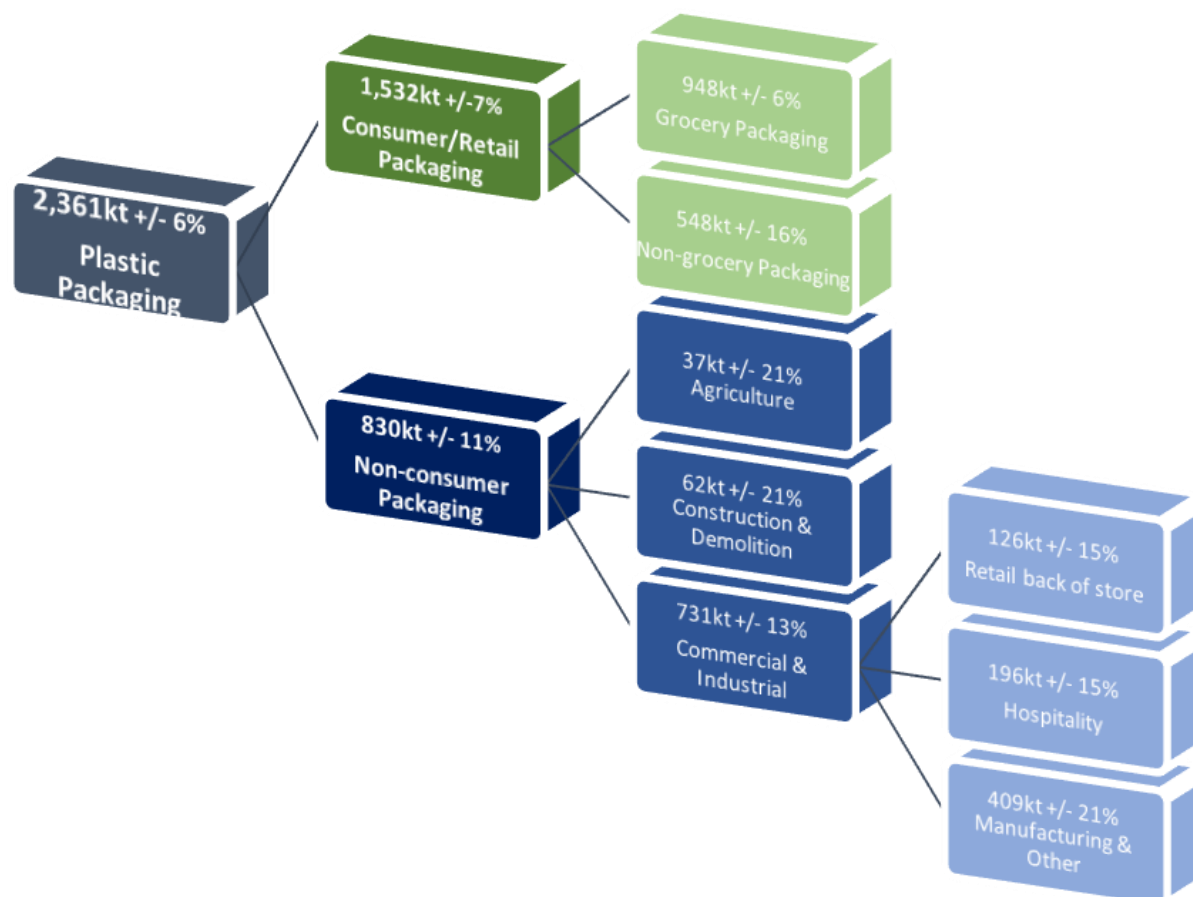 2,361kt +/- 6%
Plastic
Packaging
1,532kt +/-7%
Consumer/Retail
Packaging
948kt +/- 6%
Grocery Packaging
548kt +/- 16%
Non-grocery Packaging
830kt +/- 11%
Non-consumer
Packaging
37kt +/- 21%
Agriculture
62kt +/- 21%
Construction &
Demolition
731kt +/- 13%
Commercial &
Industrial
126kt +/- 15%
Retail back of store
196kt +/- 15%
Hospitality
409kt +/- 21%
Manufacturing &
Other